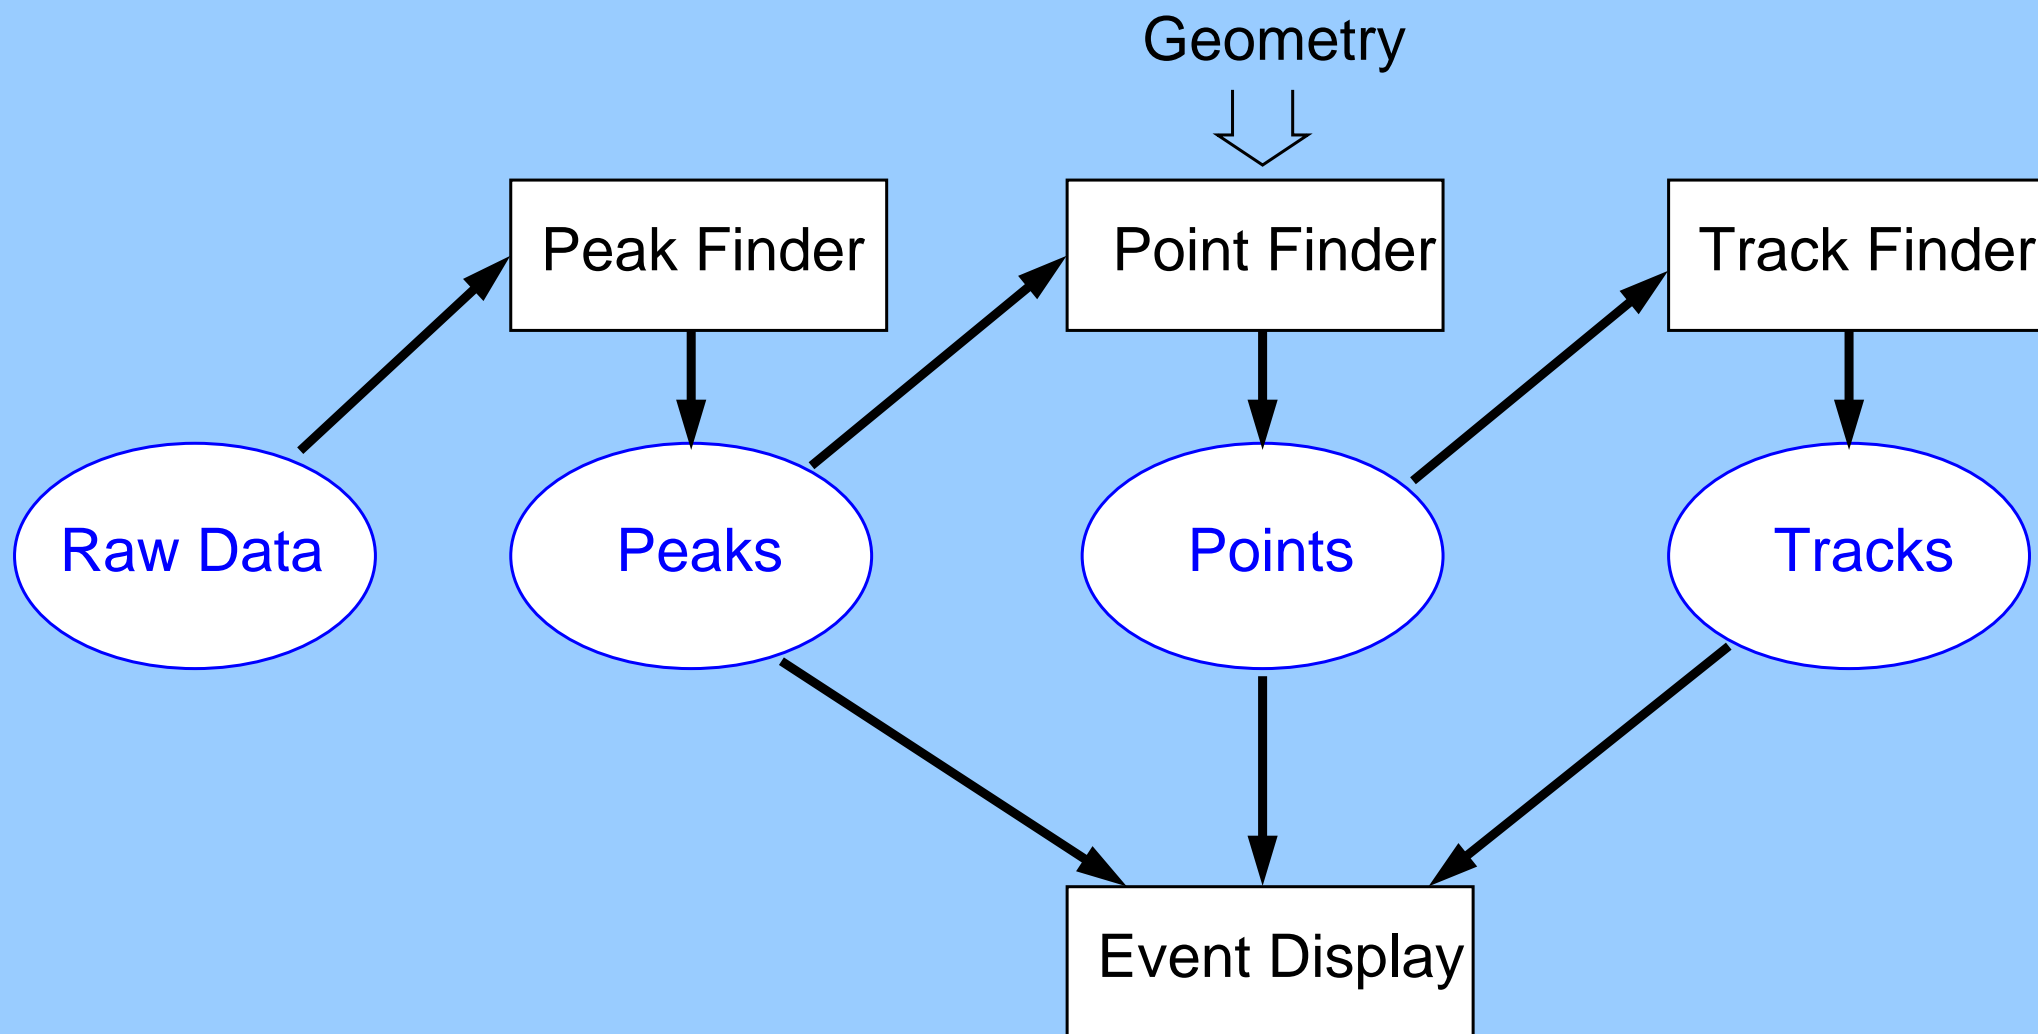 Geometry
Peak Finder
Point Finder
Track Finder
Raw Data
Peaks
Points
Tracks
Event Display